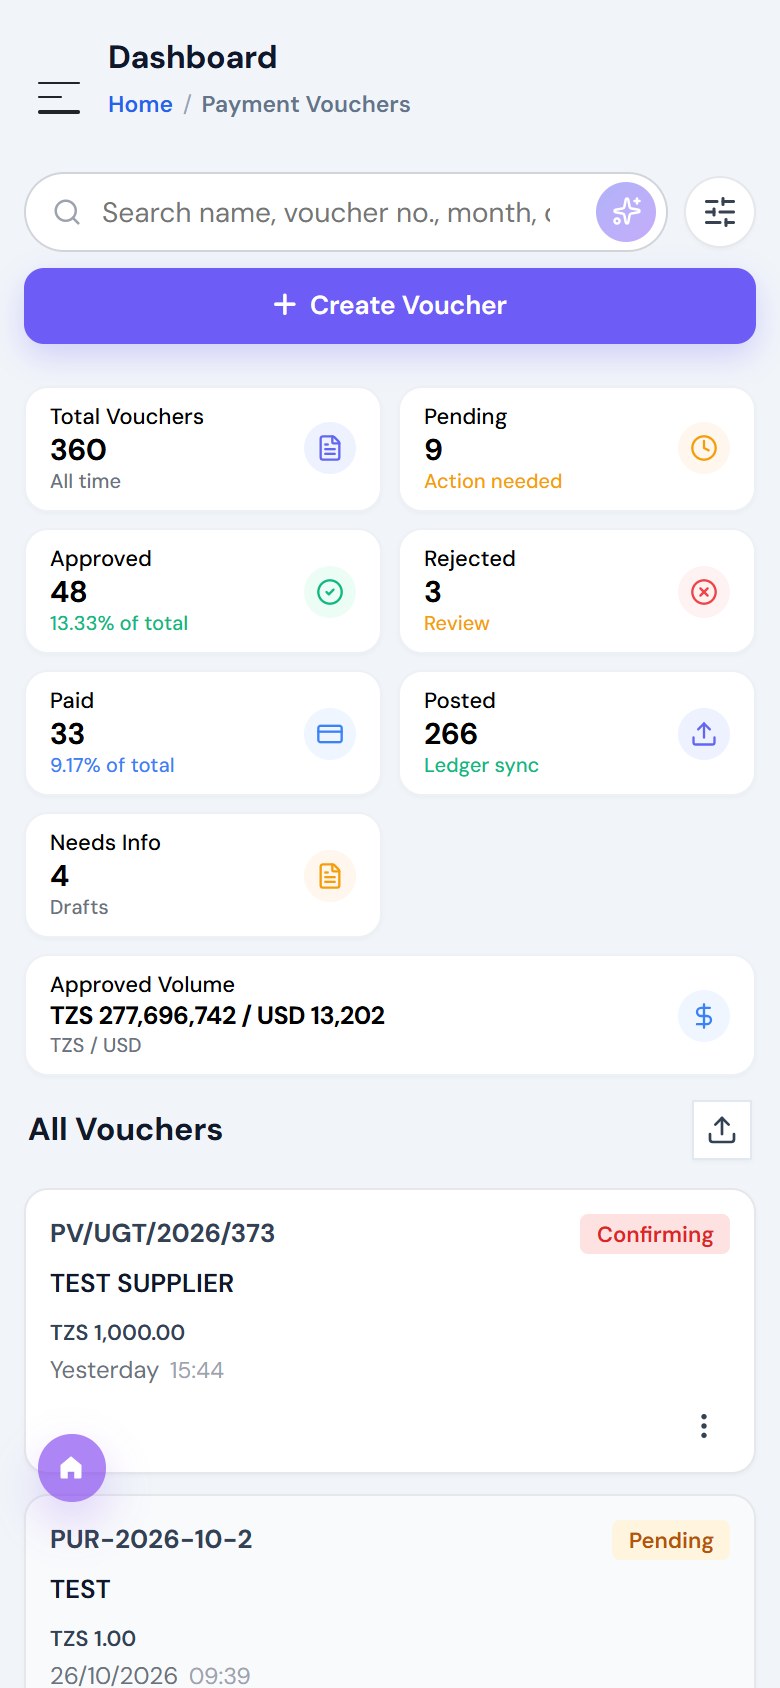 Dashboard
Home / Payment Vouchers
Search name, voucher no., month,
Create Voucher
Total Vouchers
360
All time
Pending
9
Action needed
Approved
48
13.33% of total
Rejected
3
Review
Paid
33
9.17% of total
Posted
266
Ledger sync
Needs Info
4
Drafts
Approved Volume
TZS 277,696,742 / USD 13,202
TZS / USD
All Vouchers
PV/UGT/2026/373
Confirming
TEST SUPPLIER
TZS 1,000.00
Yesterday 15:44
PUR-2026-10-2
Pending
TEST
TZS 1.00
26/10/2026 09:39